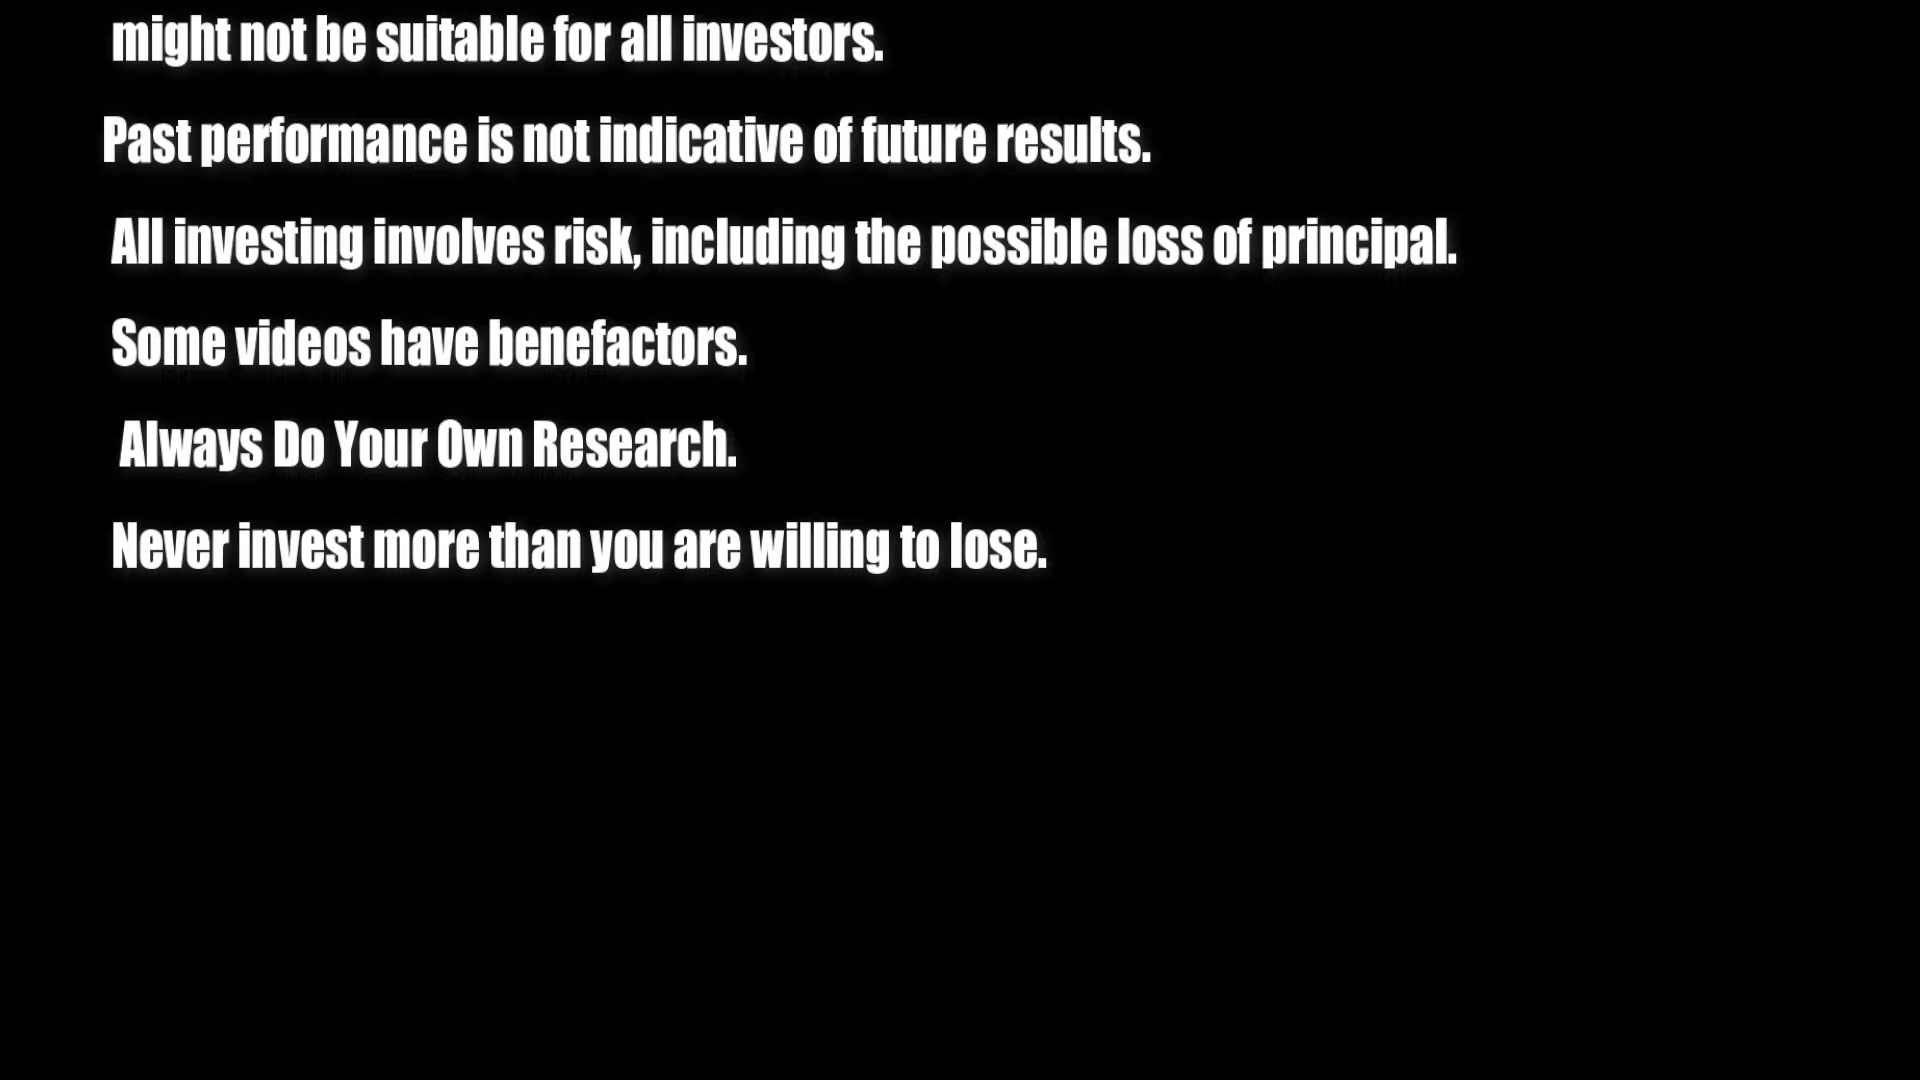 might not be suitable for all investors.
Past performance is not indicative of future results.
All investing involves risk, including the possible loss of principal.
Some videos have benefactors.
Always Do Your Own Research.
Never invest more than you are willing to lose.